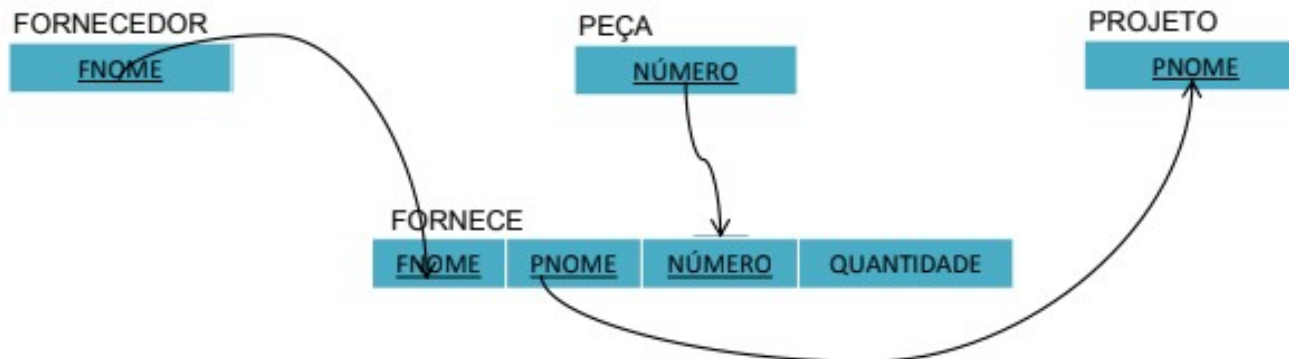 FORNECEDOR
FNOME
PEÇA
NÚMERO
PROJETO
PNOME
FORNECE
FNOME PNOME NÚMERO QUANTIDADE